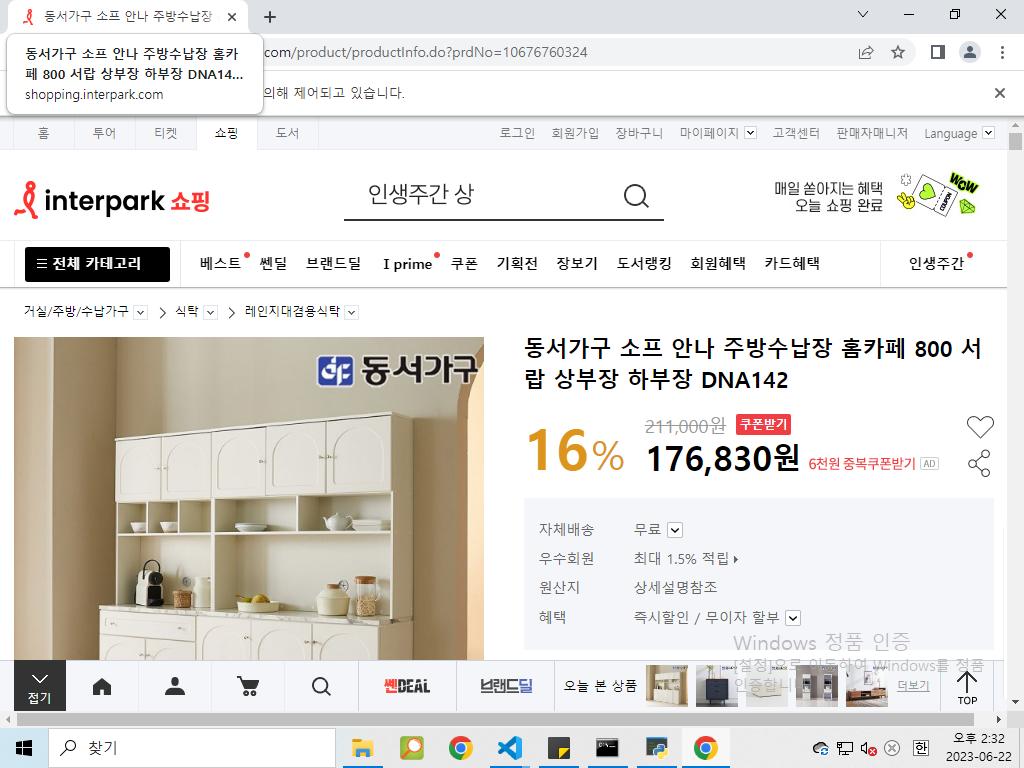 동서가구 소프 안나 주방수납장
동서가구 소프 안나 주방수납장 홈카
페 800 서랍 상부장 하부장 DNA14...
shopping.interpark.com
com/product/productInfo.do?prdNo=10676760324
의해 제어되고 있습니다.
홈 투어 티켓 쇼핑 도서 로그인 회원가입 장바구니 마이페이지 고객센터 판매자매니저 Language
interpark 쇼핑 인생주간 상
매일 쏟아지는 혜택
오늘 쇼핑 완료
WOW
COUPON
전체 카테고리 베스트 쎈딜 브랜드딜 I prime 쿠폰 기획전 장보기 도서랭킹 회원혜택 카드혜택 인생주간
거실/주방/수납가구 식탁 레인지대겸용식탁
동서가구
동서가구 소프 안나 주방수납장 홈카페 800 서
랍 상부장 하부장 DNA142
16% 211,000원 쿠폰받기
176,830원 6천원 중복쿠폰받기 AD
자체배송 무료
우수회원 최대 1.5% 적립
원산지 상세설명참조
혜택 즉시할인 / 무이자 할부
Windows 정품 인증
[설정]으로 이동하여 Windows를 정품
인증합니다.
접기 쎈DEAL 브랜드딜 오늘 본 상품 더보기 TOP
찾기
한
오후 2:32
2023-06-22